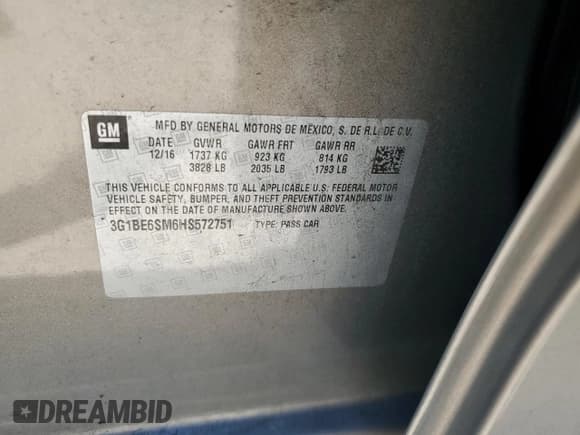 GM
MFD BY GENERAL MOTORS DE MEXICO, S. DE R.L. DE C.V.
DATE GVWR GAWR FRT GAWR RR
12/16 1737 KG 923 KG 814 KG
3828 LB 2035 LB 1793 LB
THIS VEHICLE CONFORMS TO ALL APPLICABLE U.S. FEDERAL MOTOR
VEHICLE SAFETY, BUMPER, AND THEFT PREVENTION STANDARDS IN
EFFECT ON THE DATE OF MANUFACTURE SHOWN ABOVE.
3G1BE6SM6HS572751 TYPE: PASS CAR
DREAMBID